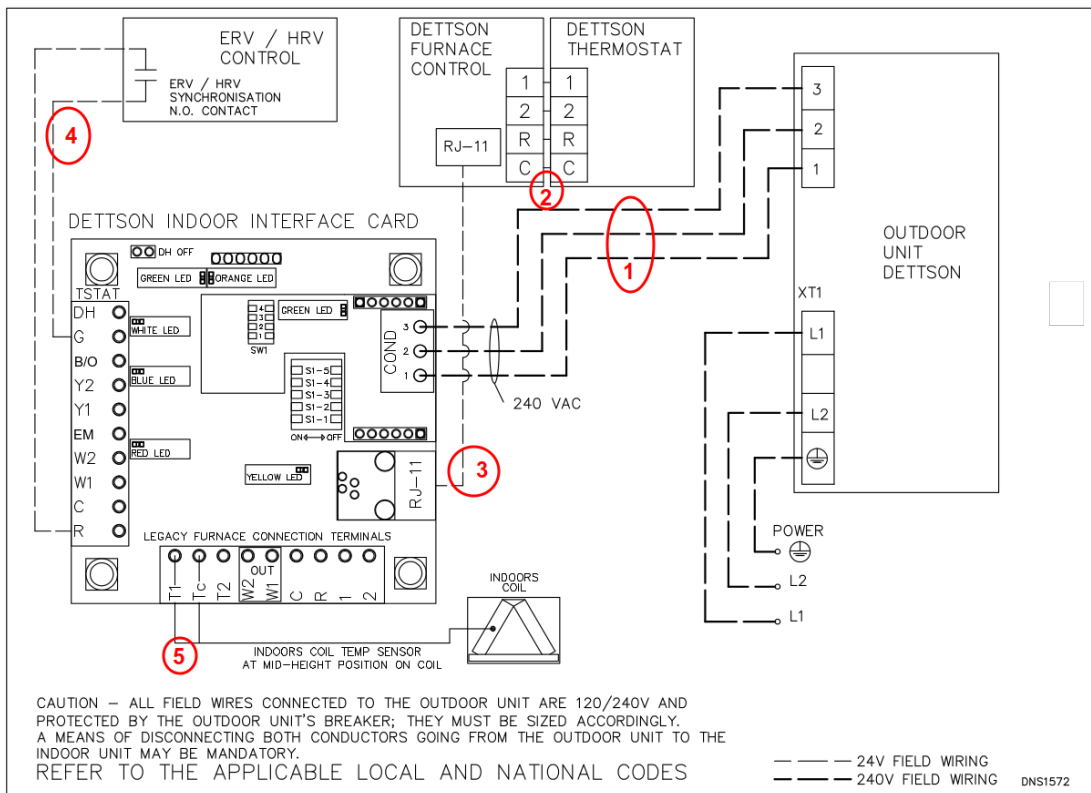 ERV / HRV
CONTROL
ERV / HRV
SYNCHRONISATION
N.O. CONTACT
4
DETTSON
FURNACE
CONTROL
DETTSON
THERMOSTAT
1 1
2 2
R R
C C
RJ-11
2
3
2
1
1
OUTDOOR
UNIT
DETTSON
XT1
L1
L2
DETTSON INDOOR INTERFACE CARD
DH OFF
GREEN LED
ORANGE LED
TSTAT
DH
G
B/O
Y2
Y1
EM
W2
W1
C
R
WHITE LED
BLUE LED
RED LED
4
3
2
1
SW1
GREEN LED
S1-5
S1-4
S1-3
S1-2
S1-1
ON OFF
COND
3
2
1
240 VAC
YELLOW LED
RJ-11
3
LEGACY FURNACE CONNECTION TERMINALS
OUT
T1 Tc T2 W2 W1 C R 1 2
5
INDOORS COIL TEMP SENSOR
AT MID-HEIGHT POSITION ON COIL
INDOORS
COIL
POWER
L2
L1
CAUTION – ALL FIELD WIRES CONNECTED TO THE OUTDOOR UNIT ARE 120/240V AND
PROTECTED BY THE OUTDOOR UNIT'S BREAKER; THEY MUST BE SIZED ACCORDINGLY.
A MEANS OF DISCONNECTING BOTH CONDUCTORS GOING FROM THE OUTDOOR UNIT TO THE
INDOOR UNIT MAY BE MANDATORY.
REFER TO THE APPLICABLE LOCAL AND NATIONAL CODES
24V FIELD WIRING
240V FIELD WIRING
DNS1572